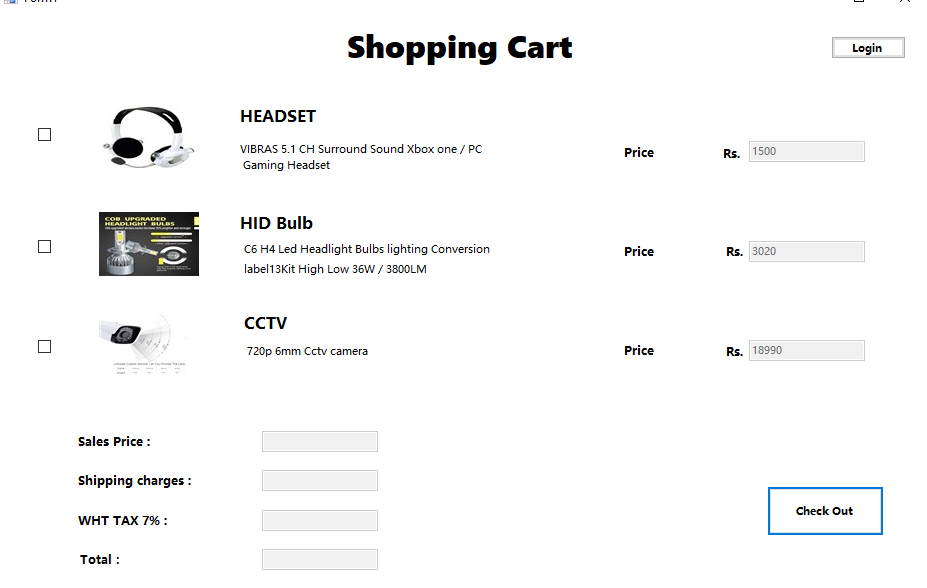 Shopping Cart
Login
HEADSET
VIBRAS 5.1 CH Surround Sound Xbox one / PC
Gaming Headset
Price
Rs.
1500
COB UPGRADED
HEADLIGHT BULBS
HID Bulb
C6 H4 Led Headlight Bulbs lighting Conversion
label13Kit High Low 36W / 3800LM
Price
Rs.
3020
CCTV
720p 6mm Cctv camera
Price
Rs.
18990
Sales Price :
Shipping charges :
WHT TAX 7% :
Total :
Check Out